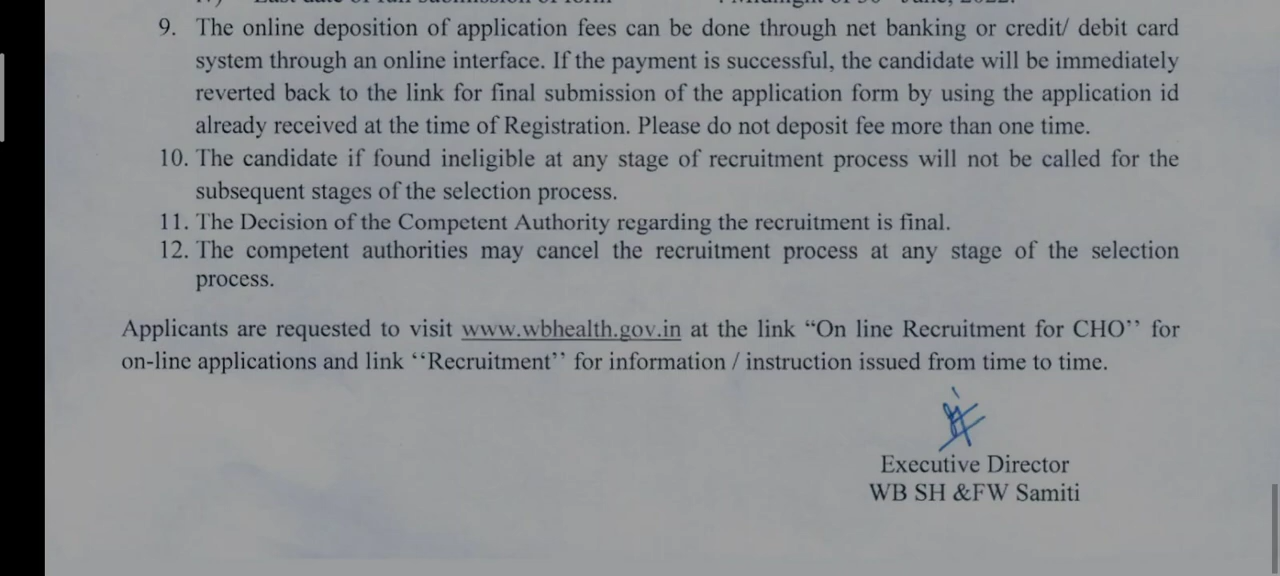 9. The online deposition of application fees can be done through net banking or credit/ debit card
system through an online interface. If the payment is successful, the candidate will be immediately
reverted back to the link for final submission of the application form by using the application id
already received at the time of Registration. Please do not deposit fee more than one time.
10. The candidate if found ineligible at any stage of recruitment process will not be called for the
subsequent stages of the selection process.
11. The Decision of the Competent Authority regarding the recruitment is final.
12. The competent authorities may cancel the recruitment process at any stage of the selection
process.
Applicants are requested to visit www.wbhealth.gov.in at the link “On line Recruitment for CHO’’ for
on-line applications and link ‘‘Recruitment’’ for information / instruction issued from time to time.
Executive Director
WB SH &FW Samiti